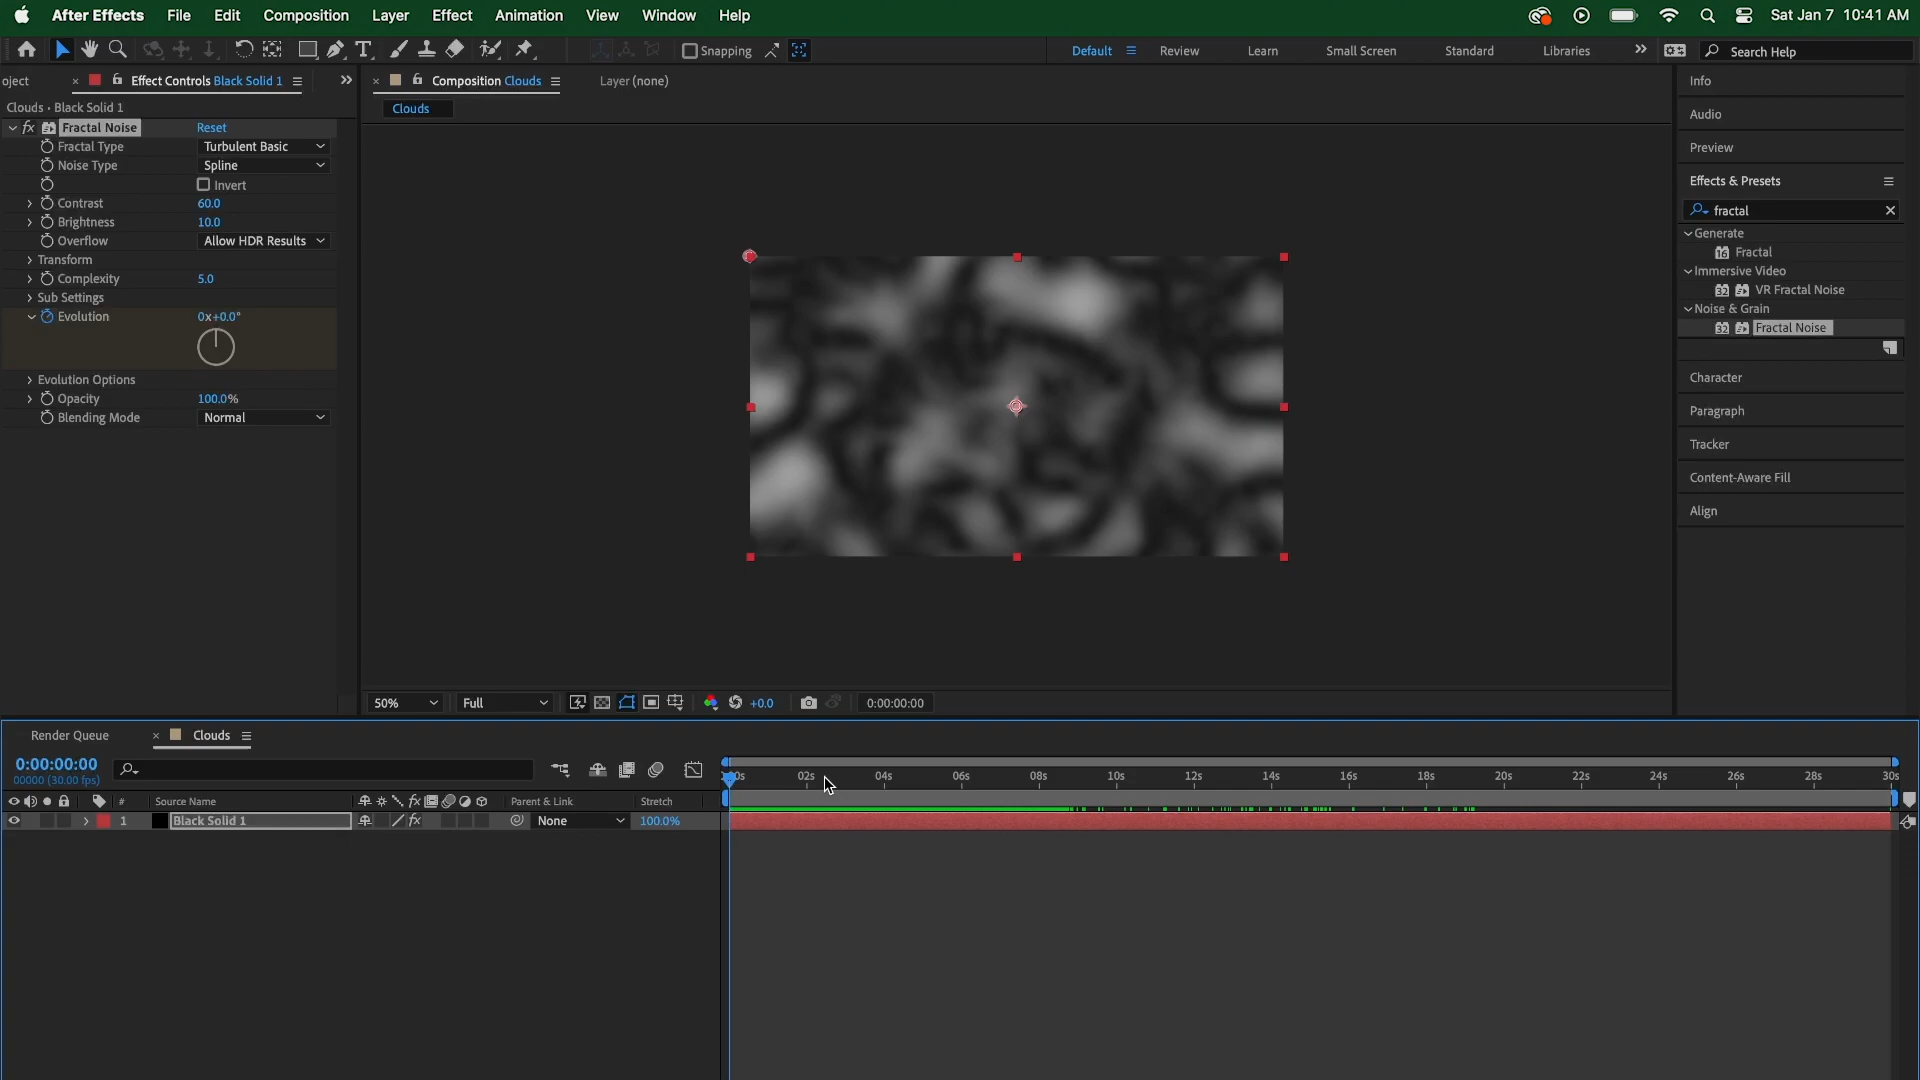 After Effects File Edit Composition Layer Effect Animation View Window Help Sat Jan 7 10:41 AM
Snapping Default Review Learn Small Screen Standard Libraries Search Help
oject Effect Controls Black Solid 1 Composition Clouds Layer (none) Info
Clouds • Black Solid 1 Clouds
Audio
fx Fractal Noise Reset
Fractal Type Turbulent Basic Preview
Noise Type Spline
Invert Effects & Presets
Contrast 60.0 fractal
Brightness 10.0
Overflow Allow HDR Results Generate
Transform 16 Fractal
Complexity 5.0 Immersive Video
Sub Settings 32 VR Fractal Noise
Evolution 0x+0.0° Noise & Grain
32 Fractal Noise
Evolution Options Character
Opacity 100.0%
Blending Mode Normal Paragraph
Tracker
Content-Aware Fill
Align
50% Full +0.0 0:00:00:00
Render Queue Clouds
0:00:00:00
00000 (30.00 fps) 02s 04s 06s 08s 10s 12s 14s 16s 18s 20s 22s 24s 26s 28s 30s
# Source Name fx Parent & Link Stretch
1 Black Solid 1 fx None 100.0%